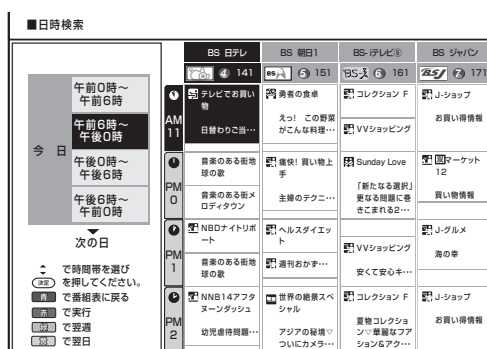 ■日時検索
BS 日テレ
BS 朝日1
BS-iテレビ⑥
BS ジャパン
④ 141
BS朝 ⑤ 151
BS-i ⑥ 161
BSJ ⑦ 171
今 日
午前0時～
午前6時
午前6時～
午後0時
午後0時～
午後6時
午後6時～
午前0時
次の日
で時間帯を選び
決定 を押してください。
青 で番組表に戻る
赤 で実行
で翌週
で翌日
AM
11
テレビでお買い
物
日替わりご当…
勇者の食卓
えっ! この野菜
がこんな料理…
コレクション F
VVショッピング
J-ショップ
お買い得情報
PM
0
音楽のある街地
球の歌
音楽のある街メ
ロディタウン
痛快! 買い物上
手
主婦のテクニ…
Sunday Love
「新たなる選択」
更なる問題に巻
きこまれる2…
双マーケット
12
買い物情報
PM
1
NBDナイトリポ
ート
音楽のある街地
球の歌
ヘルスダイエッ
ト
週刊おかず…
VVショッピング
安くて安心キ…
J-グルメ
海の幸
PM
2
NNB14アフタ
ヌーンダッシュ
幼児虐待問題…
世界の絶景スペ
シャル
アジアの秘境▽
ついにカメラ…
コレクション F
夏物コレクショ
ン▽華麗なファ
ション&アク…
J-ショップ
お買い得情報